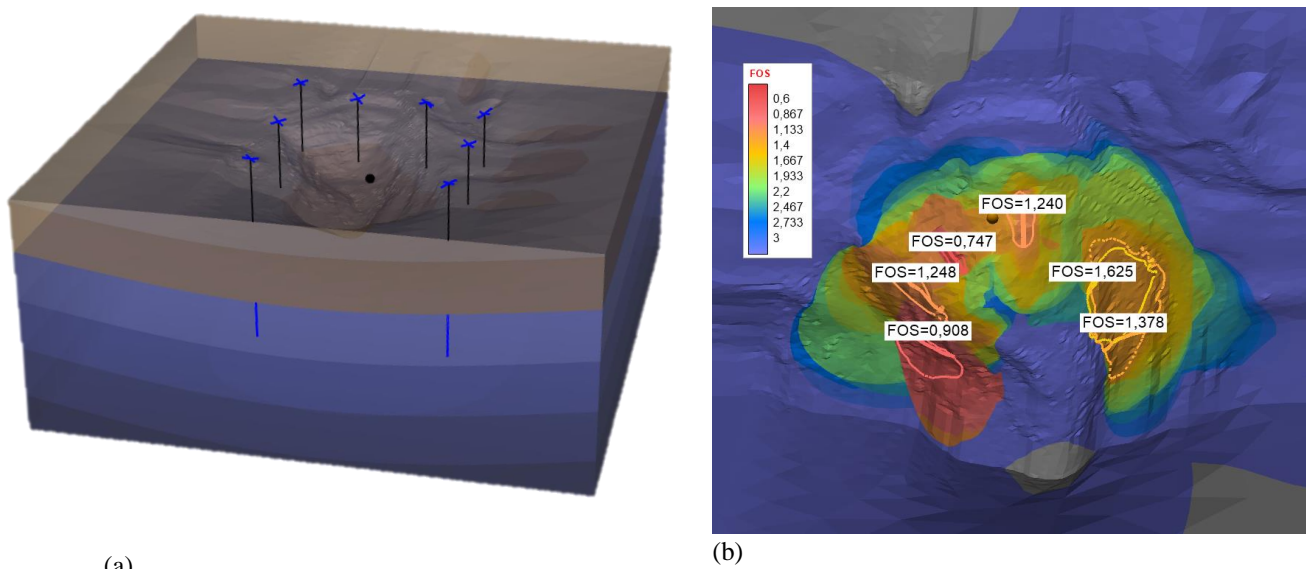 FOS
0,6
0,867
1,133
1,4
1,667
1,933
2,2
2,467
2,733
3
FOS=1,240
FOS=0,747
FOS=1,248
FOS=1,625
FOS=0,908
FOS=1,378
(a)
(b)